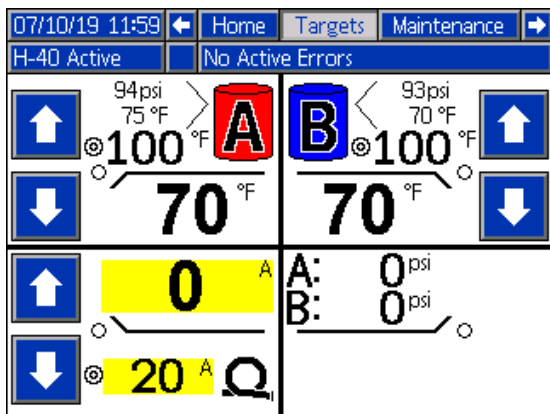 07/10/19 11:59 Home Targets Maintenance
H-40 Active No Active Errors
94psi
75 °F
A
100 °F
70 °F
B
93psi
70 °F
100 °F
70 °F
0 A
20 A
A: 0 psi
B: 0 psi